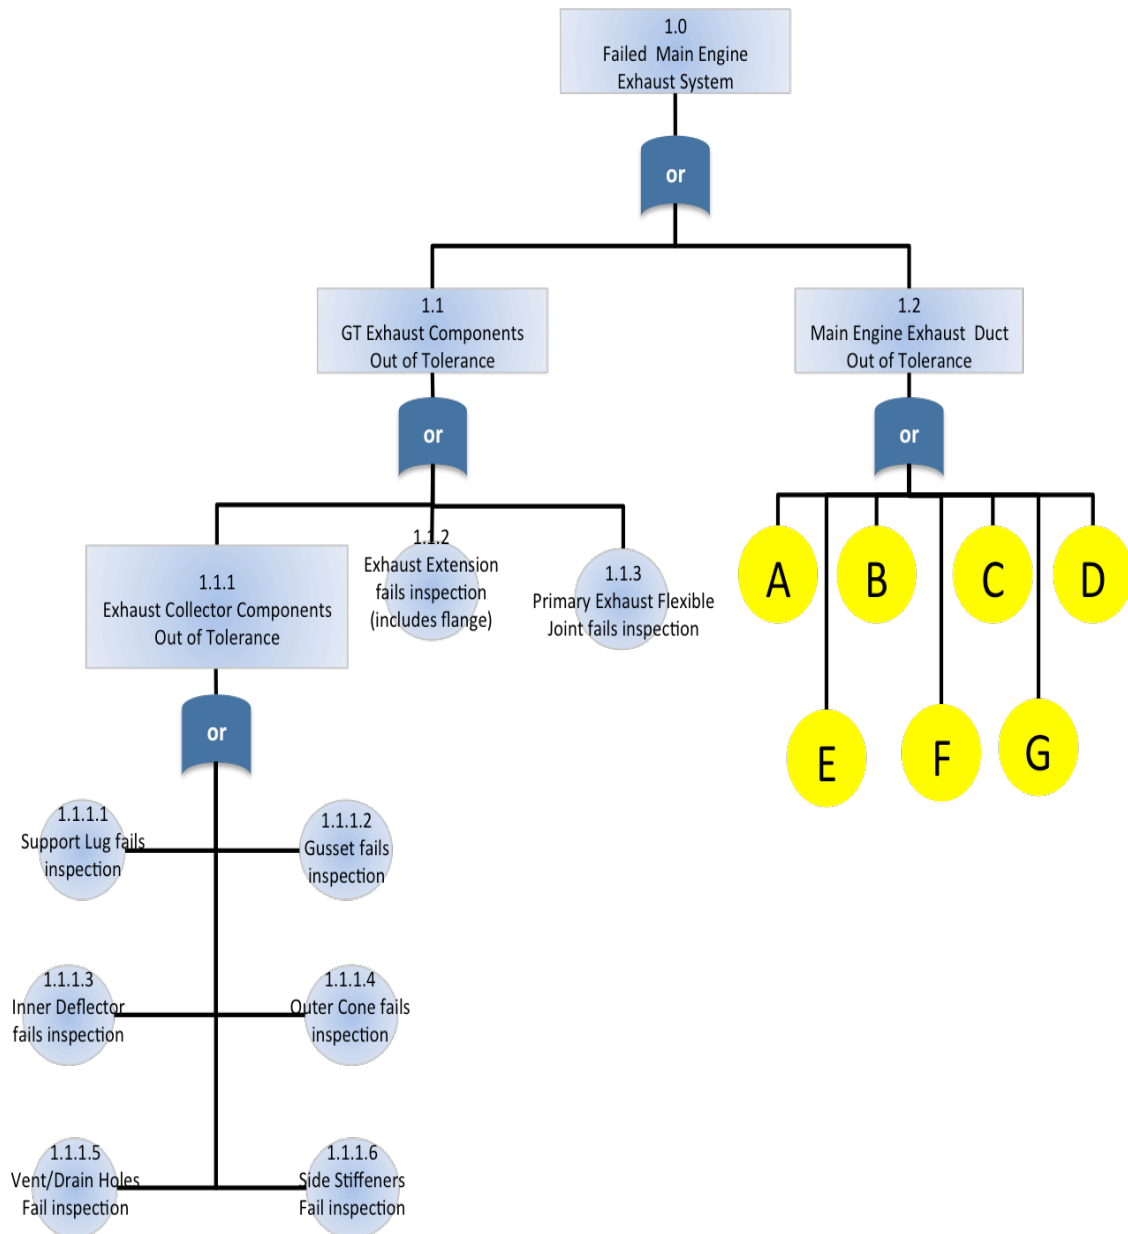 1.0
Failed Main Engine
Exhaust System
or
1.1
GT Exhaust Components
Out of Tolerance
1.2
Main Engine Exhaust Duct
Out of Tolerance
or
or
1.1.1
Exhaust Collector Components
Out of Tolerance
1.1.2
Exhaust Extension
fails inspection
(includes flange)
1.1.3
Primary Exhaust Flexible
Joint fails inspection
A
B
C
D
E
F
G
or
1.1.1.1
Support Lug fails
inspection
1.1.1.2
Gusset fails
inspection
1.1.1.3
Inner Deflector
fails inspection
1.1.1.4
Outer Cone fails
inspection
1.1.1.5
Vent/Drain Holes
Fail inspection
1.1.1.6
Side Stiffeners
Fail inspection